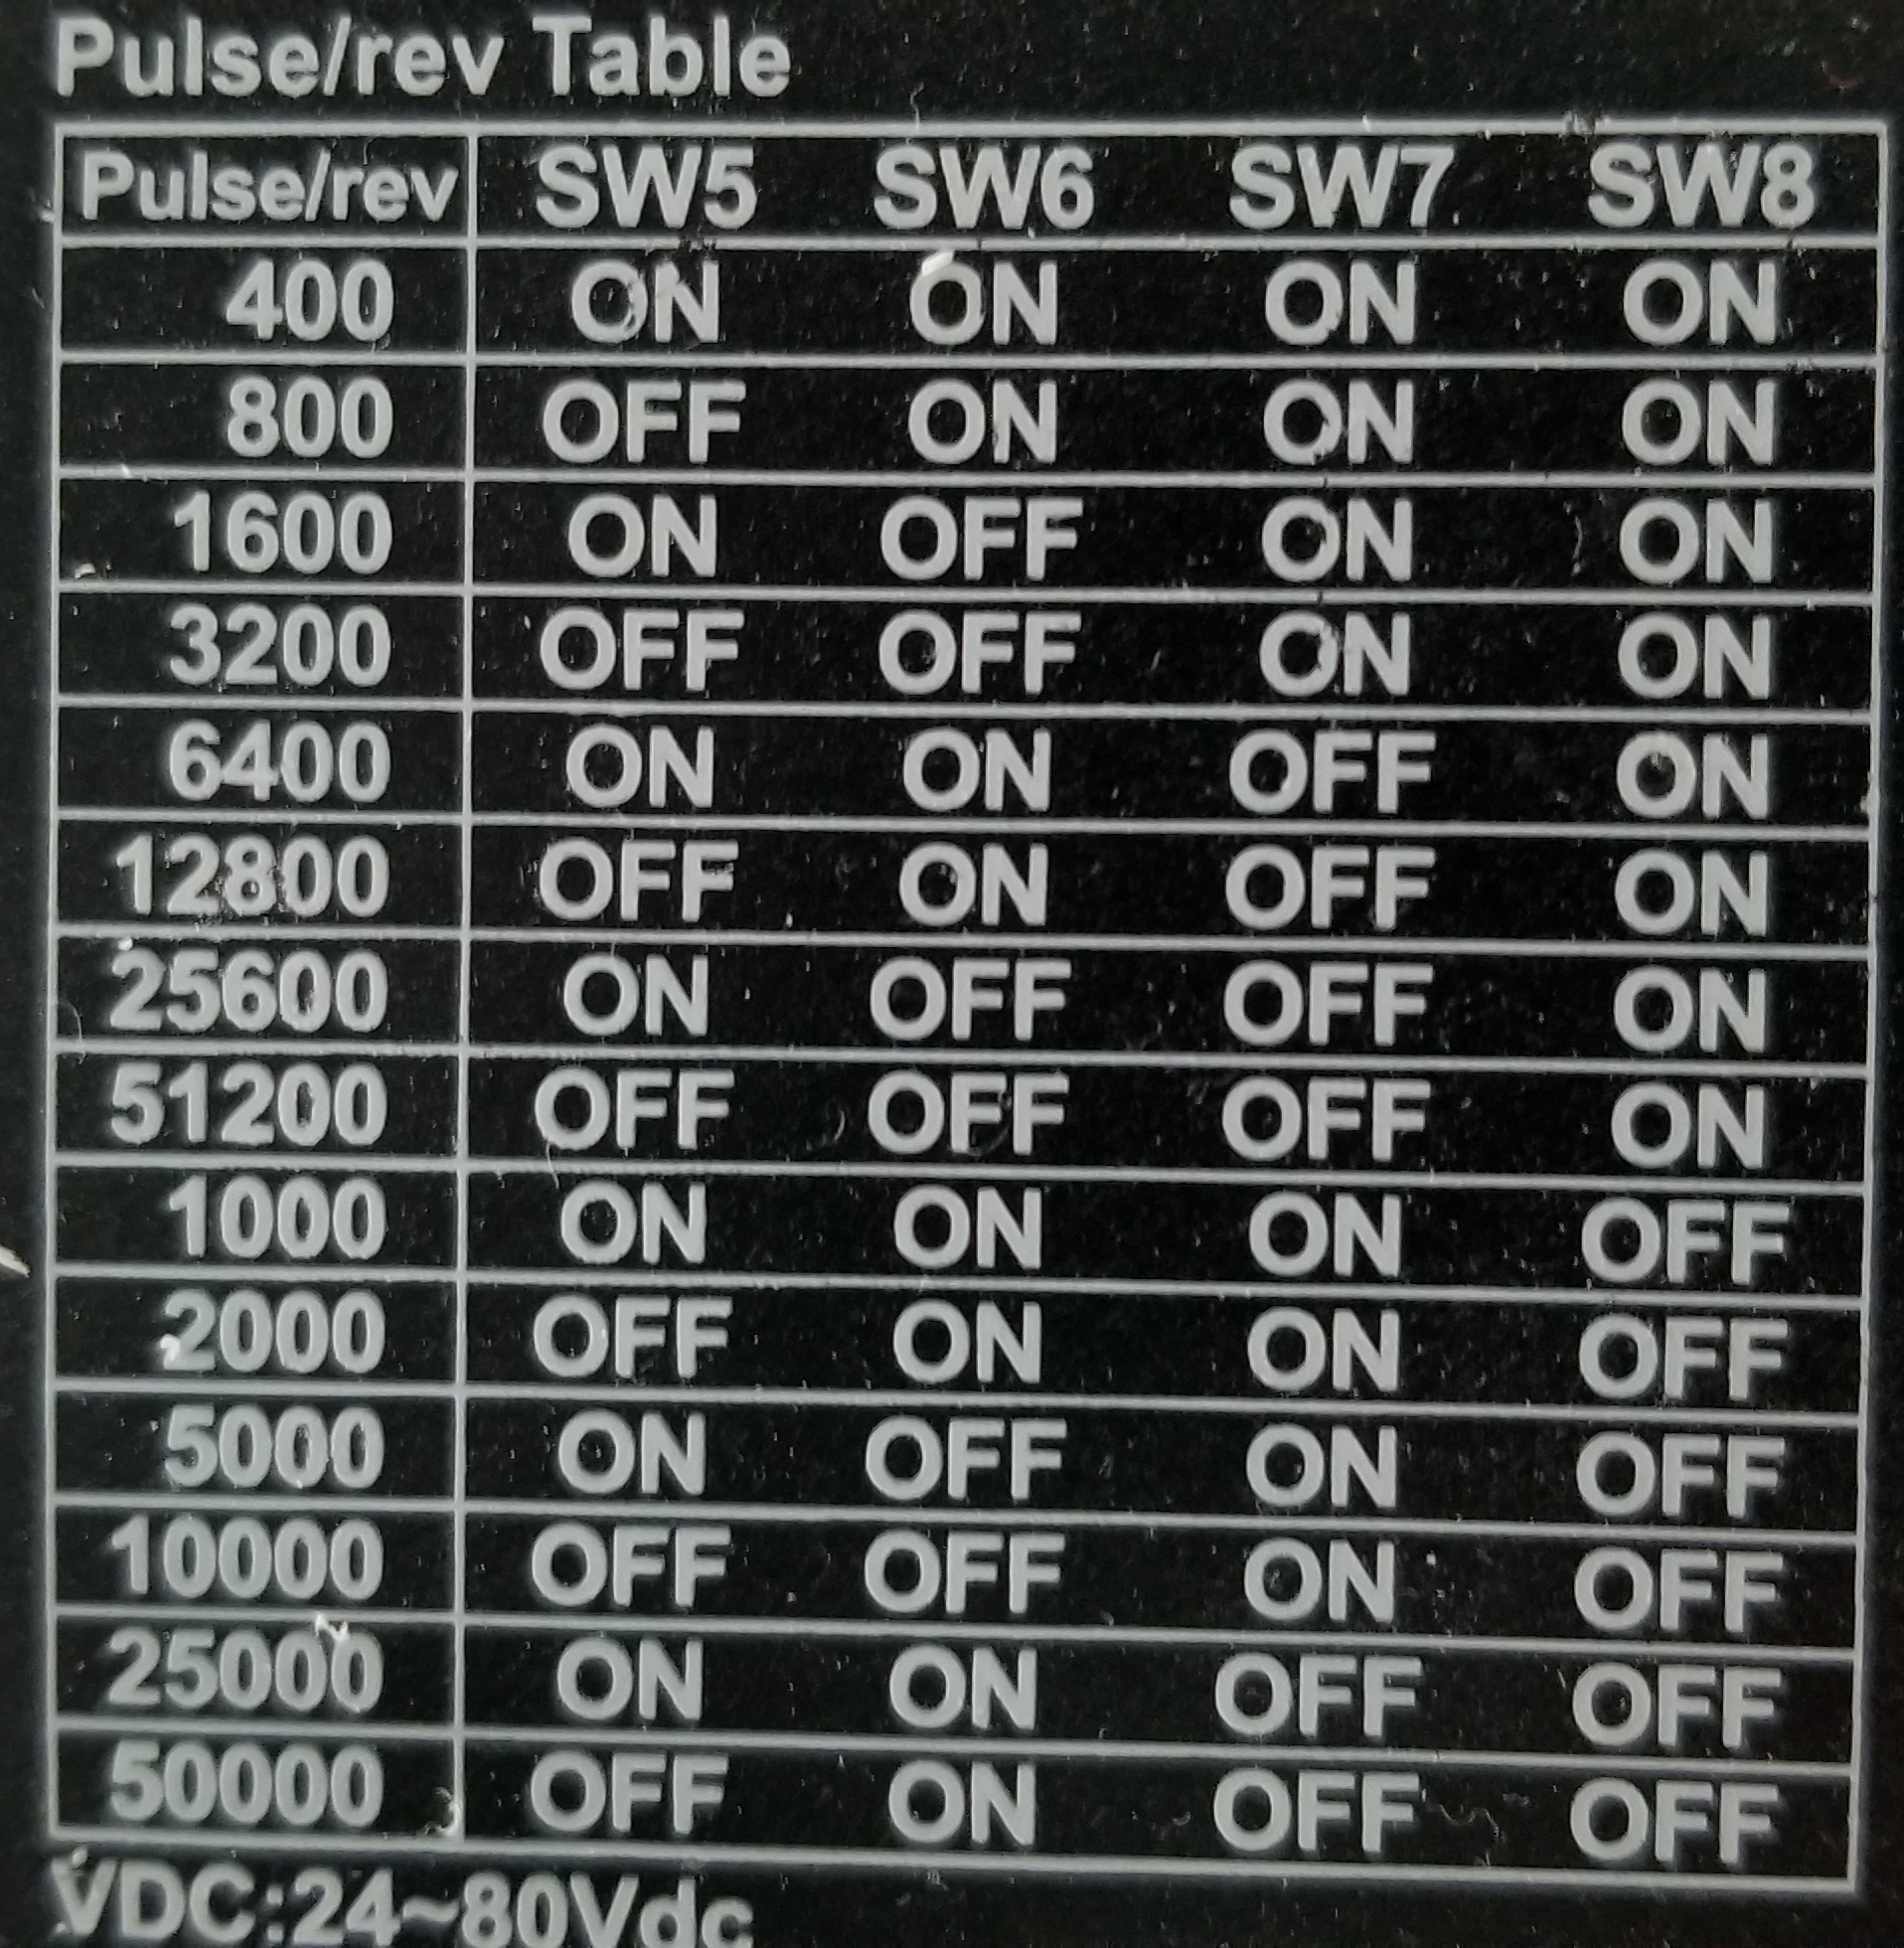 Pulse/rev Table
Pulse/rev SW5 SW6 SW7 SW8
400 ON ON ON ON
800 OFF ON ON ON
1600 ON OFF ON ON
3200 OFF OFF ON ON
6400 ON ON OFF ON
12800 OFF ON OFF ON
25600 ON OFF OFF ON
51200 OFF OFF OFF ON
1000 ON ON ON OFF
2000 OFF ON ON OFF
5000 ON OFF ON OFF
10000 OFF OFF ON OFF
25000 ON ON OFF OFF
50000 OFF ON OFF OFF
VDC:24~80Vdc